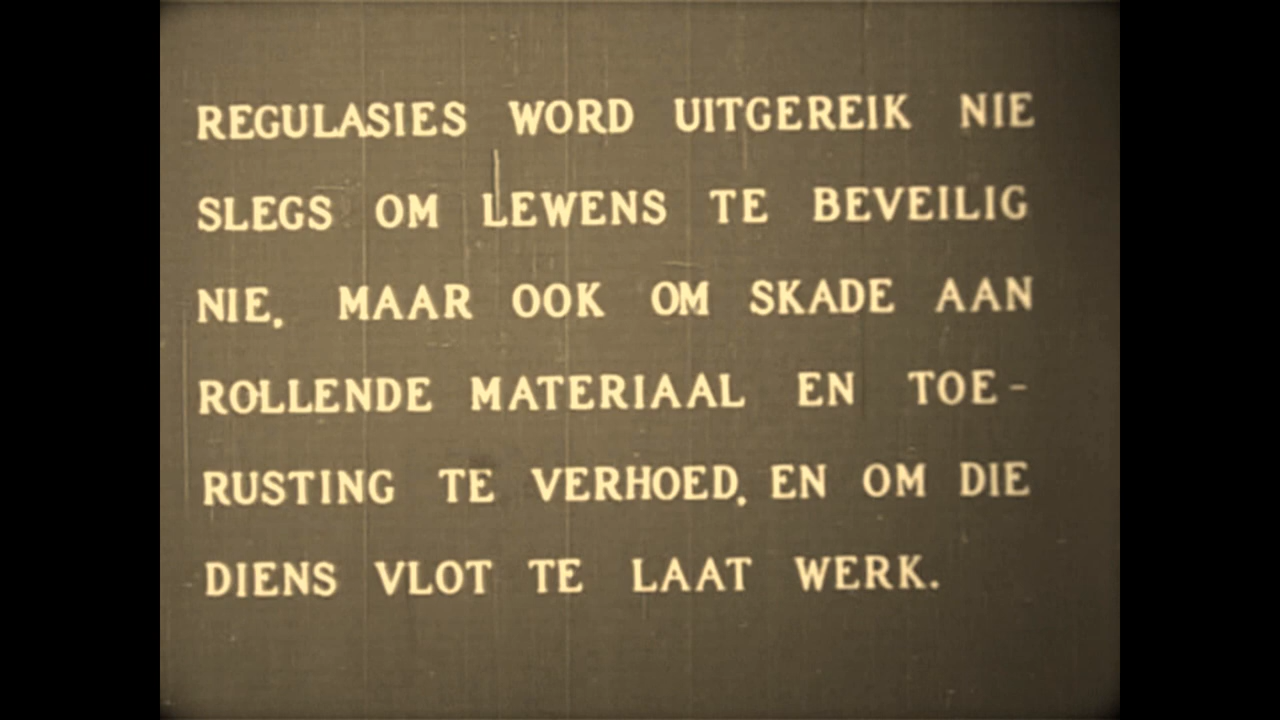 REGULASIES WORD UITGEREIK NIE
SLEGS OM LEWENS TE BEVEILIG
NIE, MAAR OOK OM SKADE AAN
ROLLENDE MATERIAAL EN TOE-
RUSTING TE VERHOED, EN OM DIE
DIENS VLOT TE LAAT WERK.